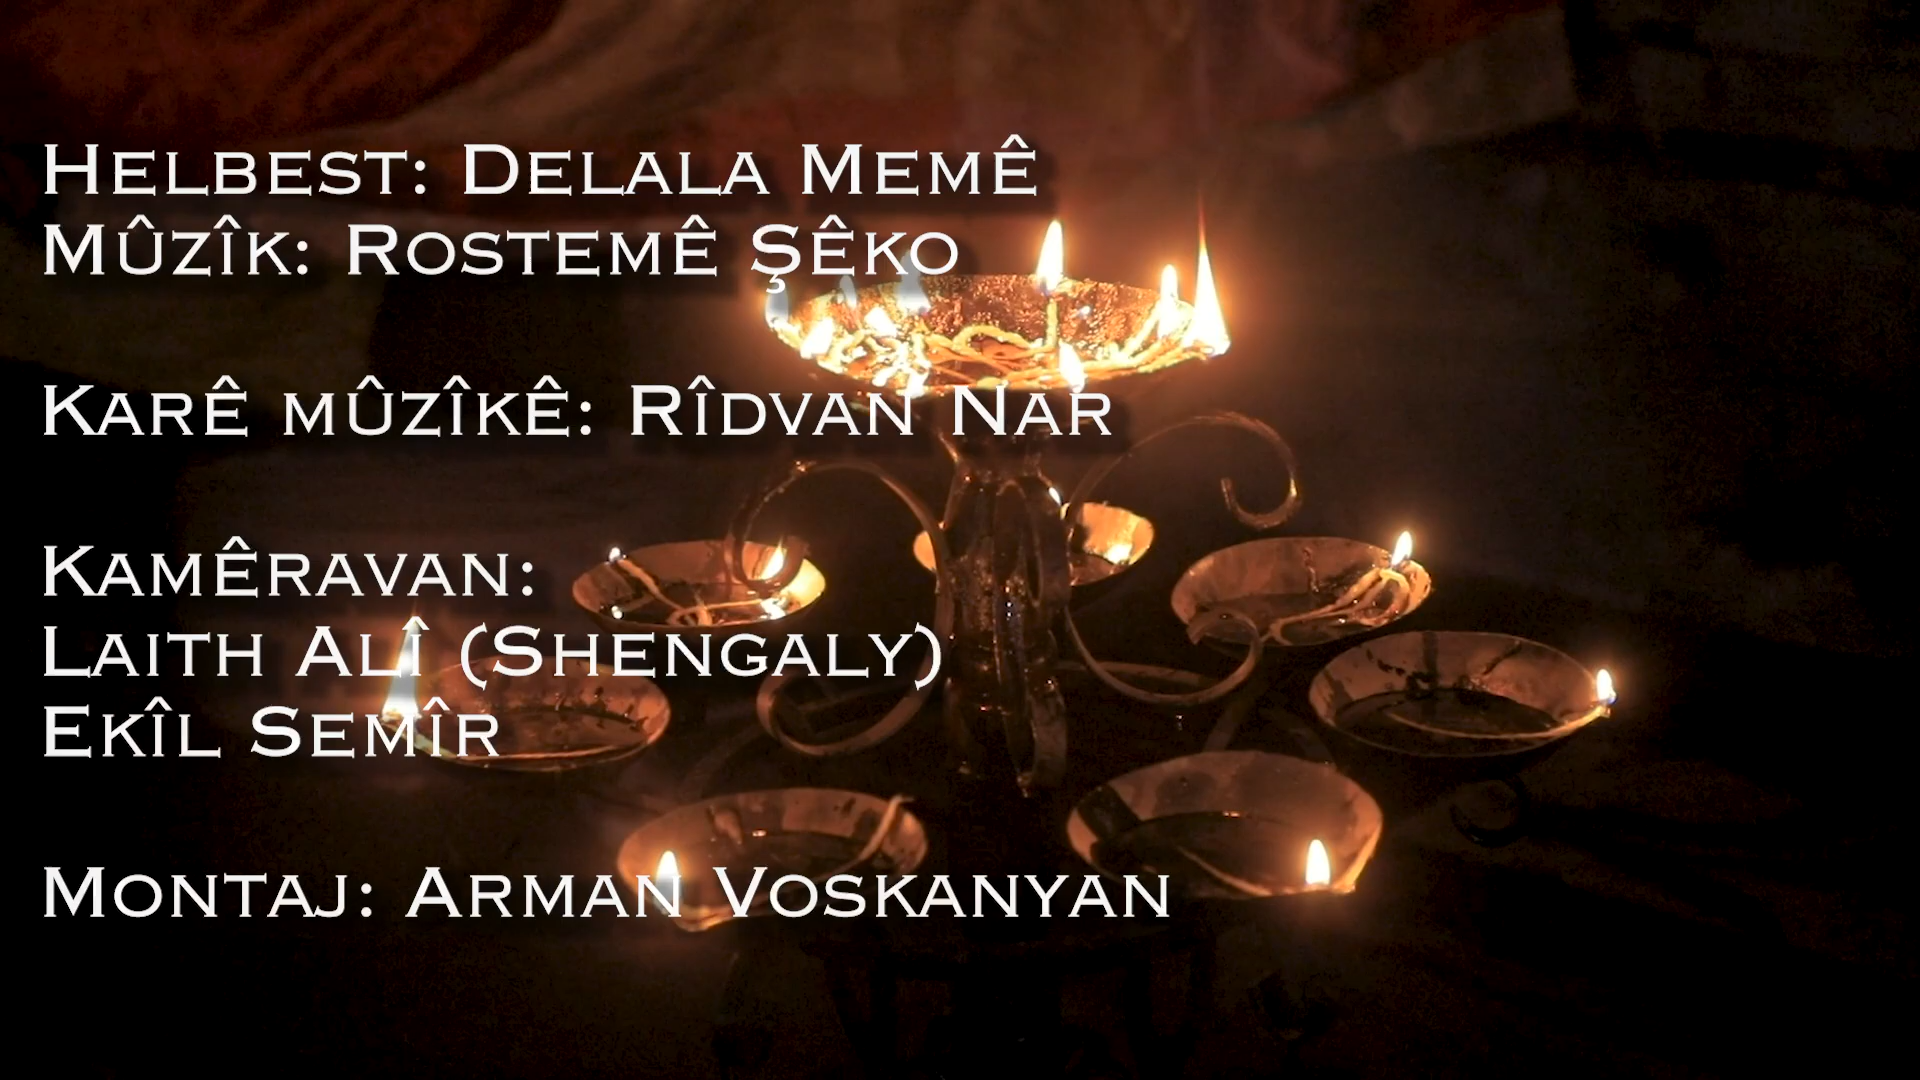 Helbest: Delala Memê
Mûzîk: Rostemê Şêko
Karê mûzîkê: Rîdvan Nar
Kamêravan:
Laith Alî (Shengaly)
Ekîl Semîr
Montaj: Arman Voskanyan